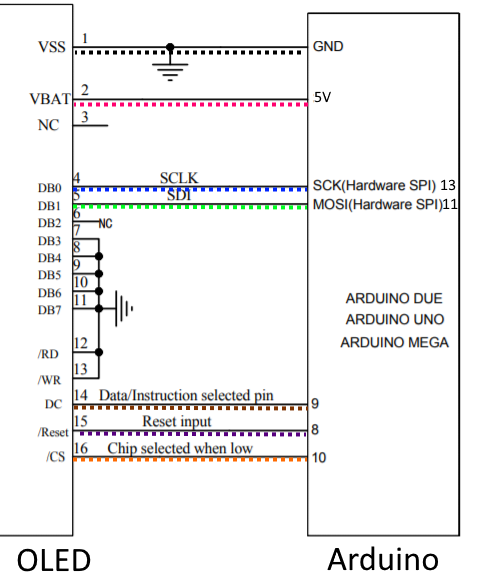 VSS 1 GND
VBAT 2 5V
NC 3
DB0 4 SCLK SCK(Hardware SPI) 13
DB1 5 SDI MOSI(Hardware SPI)11
DB2 6 NC
DB3 7
DB4 8
DB5 9
DB6 10
DB7 11
ARDUINO DUE
ARDUINO UNO
ARDUINO MEGA
/RD 12
/WR 13
DC 14 Data/Instruction selected pin 9
/Reset 15 Reset input 8
/CS 16 Chip selected when low 10
OLED Arduino